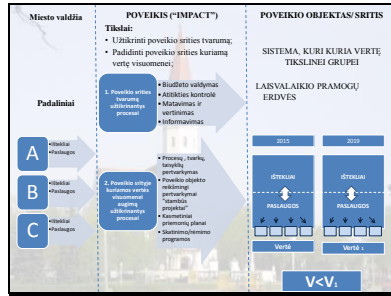 Miesto valdžia
Padaliniai
A
•Ištekliai
•Paslaugos
B
•Ištekliai
•Paslaugos
C
•Ištekliai
•Paslaugos
POVEIKIS (“IMPACT”)
Tikslai:
• Užtikrinti poveikio srities tvarumą;
• Padidinti poveikio srities kuriamą
vertę visuomenei;
1. Poveikio srities
tvarumą
užtikrinantys
procesai
•Biudžeto valdymas
•Atitikties kontrolė
•Matavimas ir
vertinimas
•Informavimas
2. Poveikio srityje
kuriamos vertės
visuomenei
augimą
užtikrinantys
procesai
•Procesų, tvarkų,
taisyklių
pertvarkymas
•Poveikio objekto
reikšmingi
pertvarkymai
“stambūs
projektai”
•Kasmetiniai
priemonių planai
•Skatinimo/rėmimo
programos
POVEIKIO OBJEKTAS/ SRITIS
SISTEMA, KURI KURIA VERTĘ
TIKSLINEI GRUPEI
LAISVALAIKIO PRAMOGŲ
ERDVĖS
2015
IŠTEKLIAI
PASLAUGOS
Vertė
2019
IŠTEKLIAI
PASLAUGOS
Vertė 1
V<V1